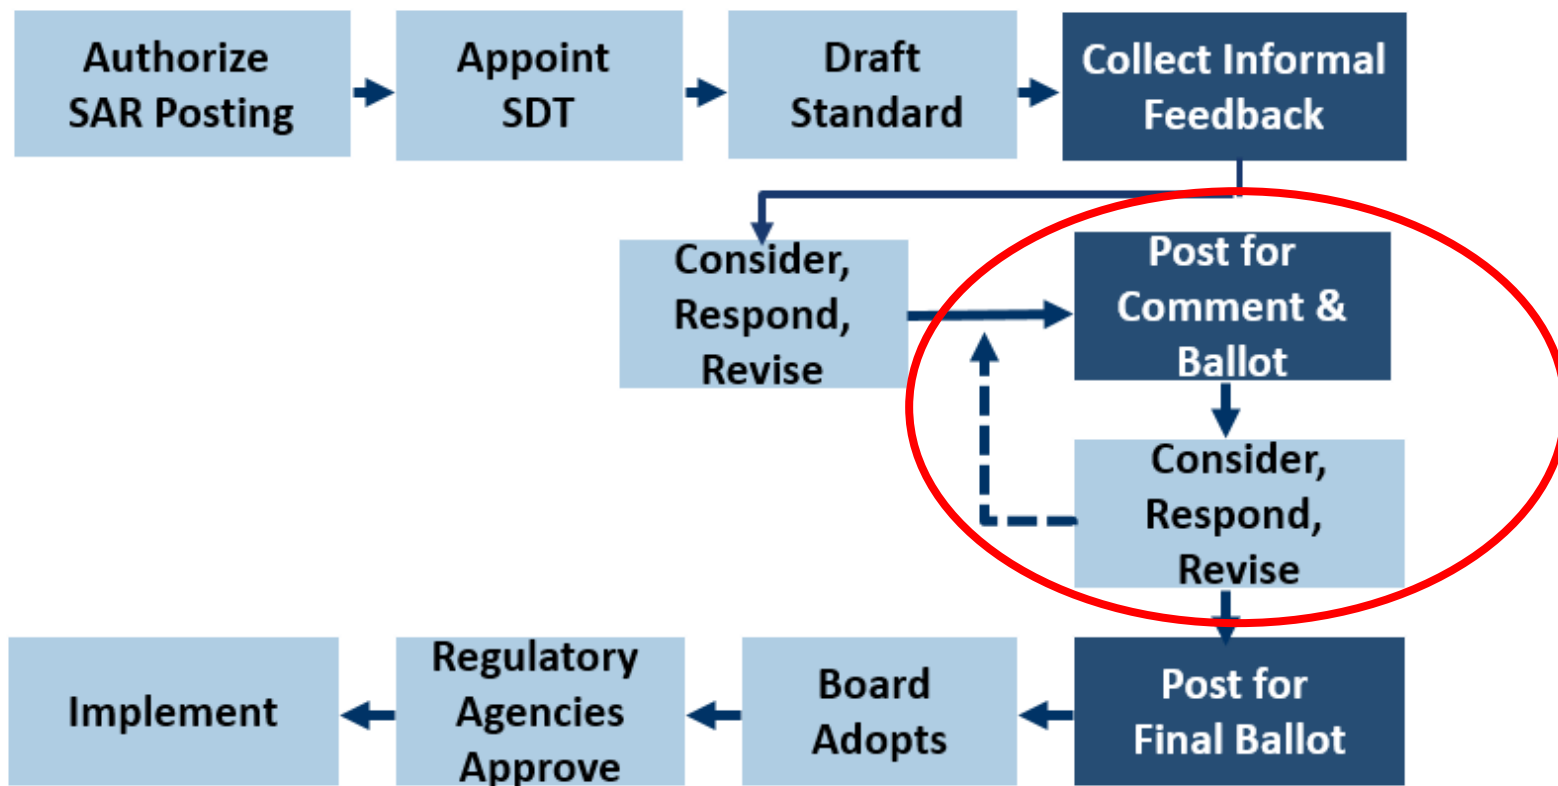 Authorize
SAR Posting
Appoint
SDT
Draft
Standard
Collect Informal
Feedback
Consider,
Respond,
Revise
Post for
Comment &
Ballot
Consider,
Respond,
Revise
Implement
Regulatory
Agencies
Approve
Board
Adopts
Post for
Final Ballot